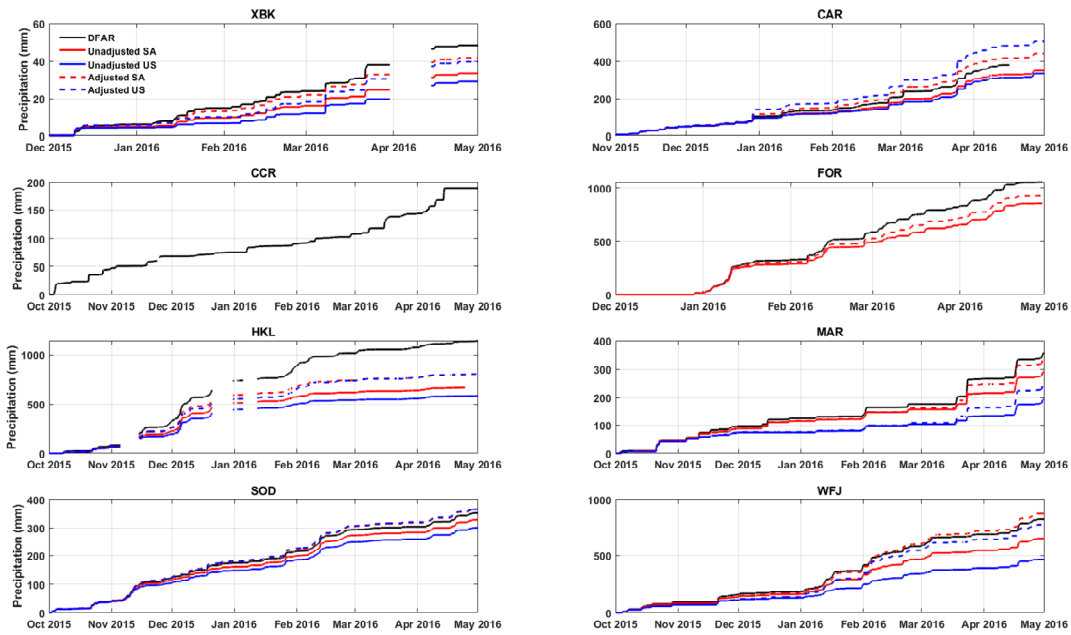 XBK
Precipitation (mm)
60
40
20
0
DFAR
Unadjusted SA
Unadjusted US
Adjusted SA
Adjusted US
Dec 2015 Jan 2016 Feb 2016 Mar 2016 Apr 2016 May 2016
CAR
600
400
200
0
Nov 2015 Dec 2015 Jan 2016 Feb 2016 Mar 2016 Apr 2016 May 2016
CCR
Precipitation (mm)
200
150
100
50
0
Oct 2015 Nov 2015 Dec 2015 Jan 2016 Feb 2016 Mar 2016 Apr 2016 May 2016
FOR
1000
500
0
Dec 2015 Jan 2016 Feb 2016 Mar 2016 Apr 2016 May 2016
HKL
Precipitation (mm)
1000
500
0
Oct 2015 Nov 2015 Dec 2015 Jan 2016 Feb 2016 Mar 2016 Apr 2016 May 2016
MAR
400
300
200
100
0
Oct 2015 Nov 2015 Dec 2015 Jan 2016 Feb 2016 Mar 2016 Apr 2016 May 2016
SOD
Precipitation (mm)
400
300
200
100
0
Oct 2015 Nov 2015 Dec 2015 Jan 2016 Feb 2016 Mar 2016 Apr 2016 May 2016
WFJ
1000
500
0
Oct 2015 Nov 2015 Dec 2015 Jan 2016 Feb 2016 Mar 2016 Apr 2016 May 2016